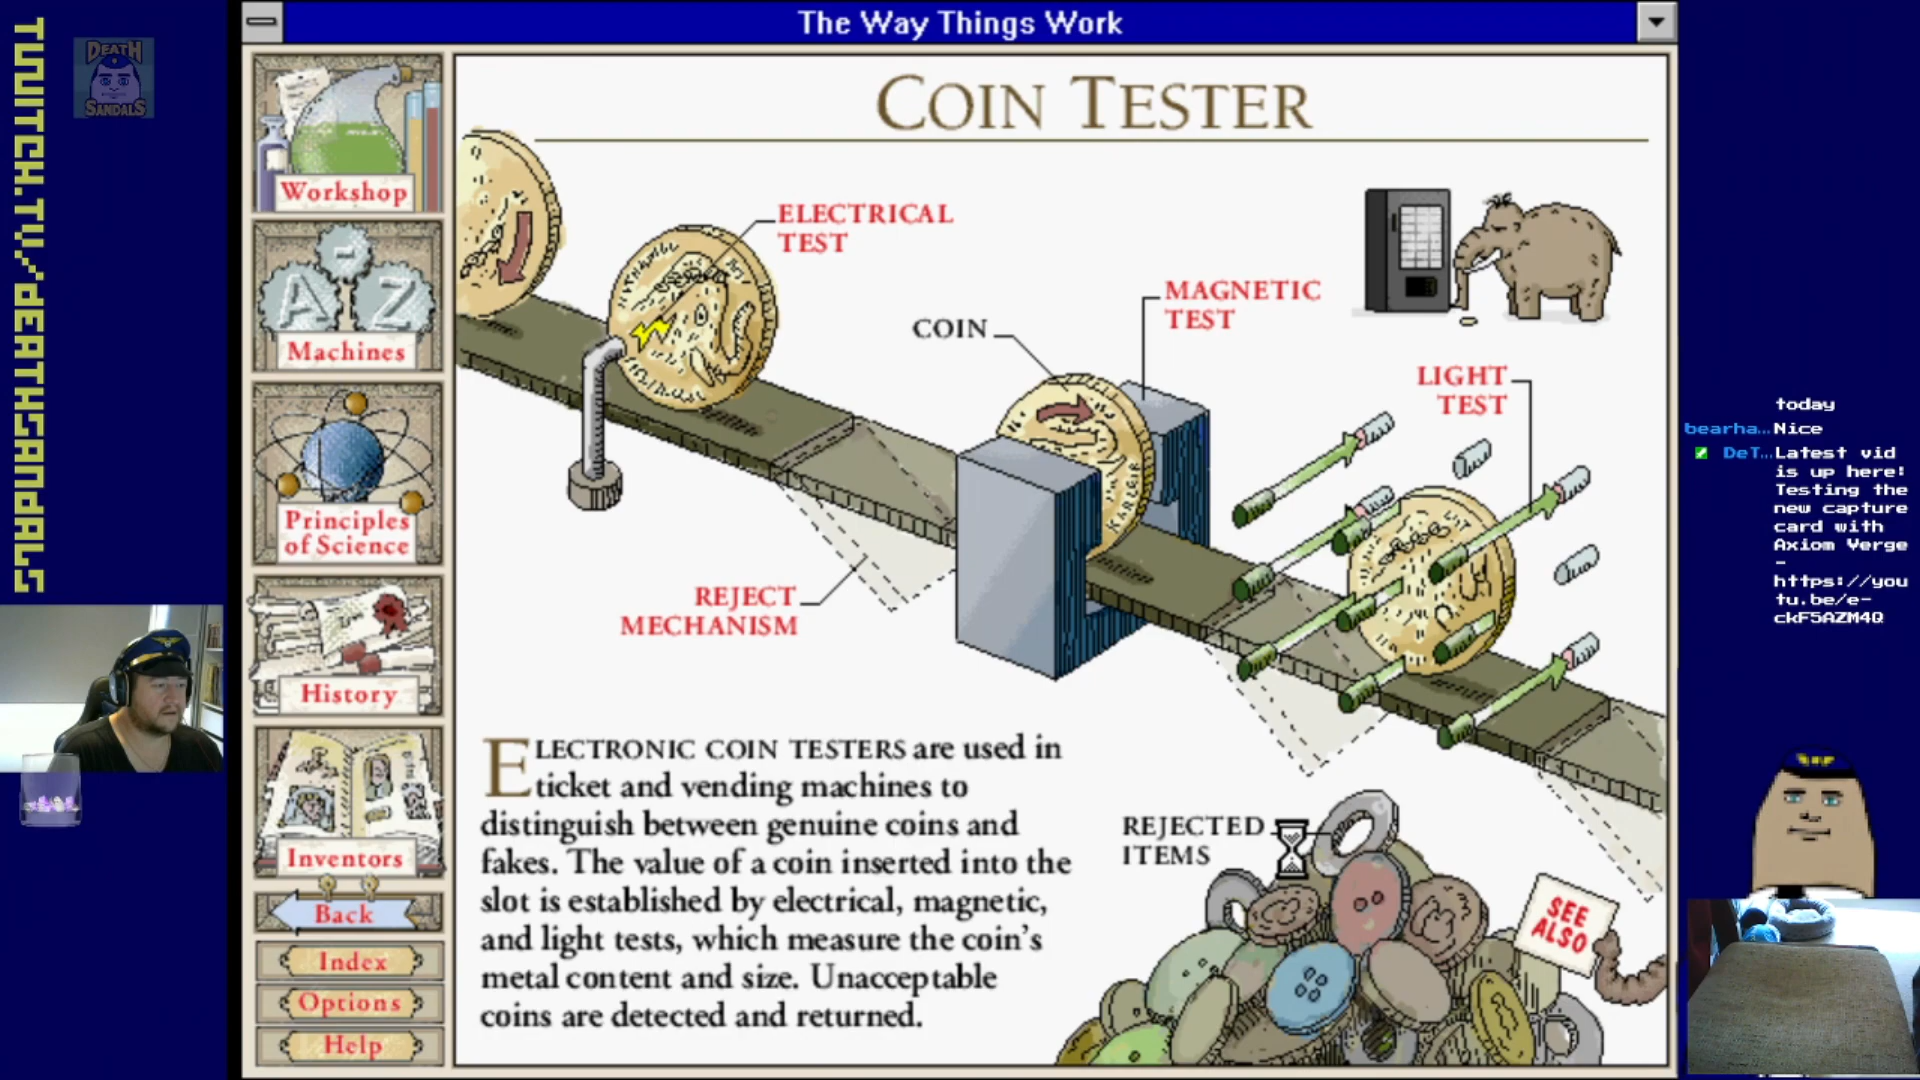 TWITCH.TV/DEATHSANDALS
DEATH
SANDALS
The Way Things Work
Workshop
A - Z
Machines
Principles
of Science
History
Inventors
Back
Index
Options
Help
COIN TESTER
ELECTRICAL
TEST
MAGNETIC
TEST
COIN
LIGHT
TEST
REJECT
MECHANISM
ELECTRONIC COIN TESTERS are used in
ticket and vending machines to
distinguish between genuine coins and
fakes. The value of a coin inserted into the
slot is established by electrical, magnetic,
and light tests, which measure the coin's
metal content and size. Unacceptable
coins are detected and returned.
REJECTED
ITEMS
SEE
ALSO
today
bearha...Nice
DeT...Latest vid
is up here:
Testing the
new capture
card with
Axiom Verge
-
https://you
tu.be/e-
ckF5AZM4Q